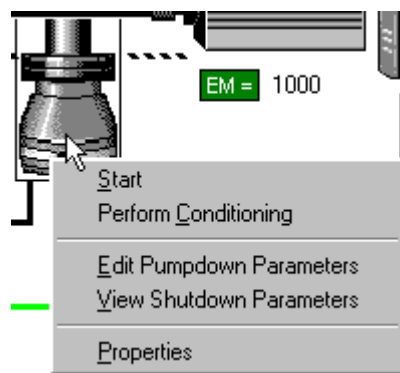 EM = 1000
Start
Perform Conditioning
Edit Pumpdown Parameters
View Shutdown Parameters
Properties